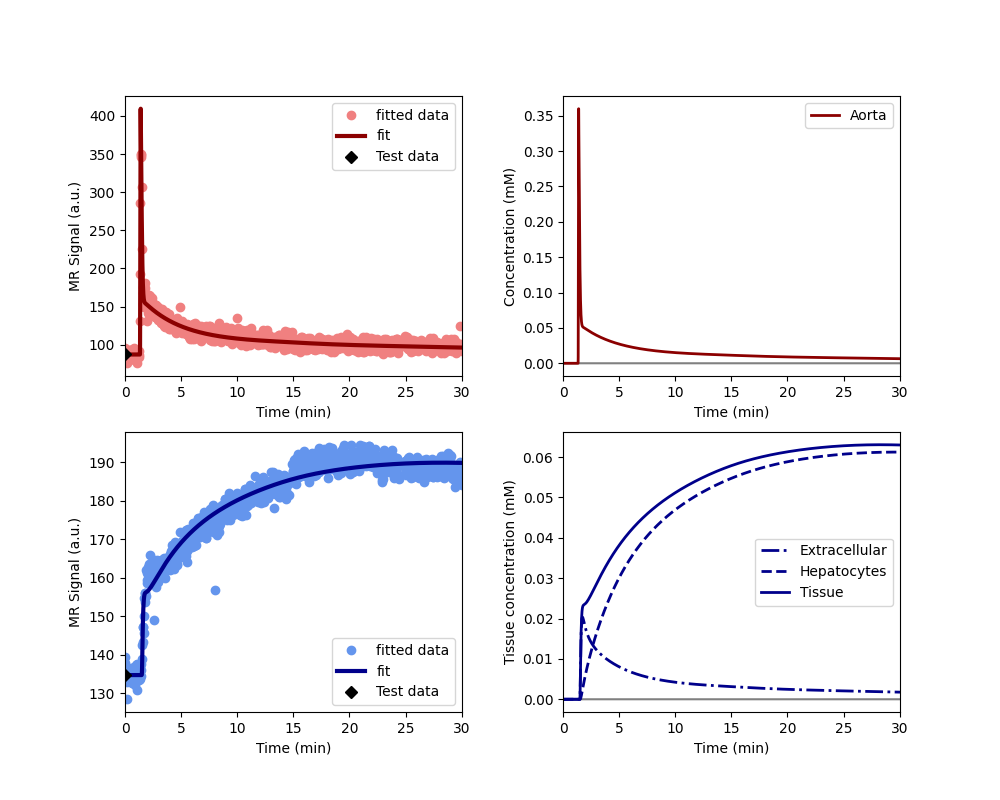 400
350
300
250
200
150
100
MR Signal (a.u.)
fitted data
fit
Test data
0 5 10 15 20 25 30
Time (min)
0.35
0.30
0.25
0.20
0.15
0.10
0.05
0.00
Concentration (mM)
Aorta
0 5 10 15 20 25 30
Time (min)
190
180
170
160
150
140
130
MR Signal (a.u.)
fitted data
fit
Test data
0 5 10 15 20 25 30
Time (min)
0.06
0.05
0.04
0.03
0.02
0.01
0.00
Tissue concentration (mM)
Extracellular
Hepatocytes
Tissue
0 5 10 15 20 25 30
Time (min)